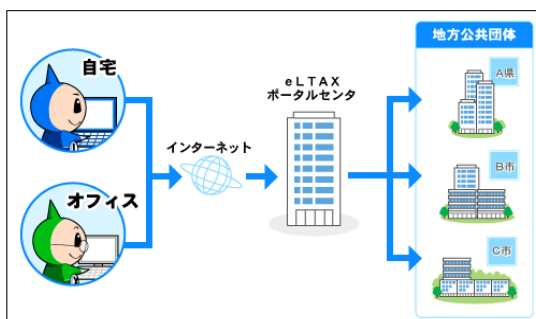 地方公共団体
自宅
eLTAX
ポータルセンタ
A県
インターネット
B市
オフィス
C市